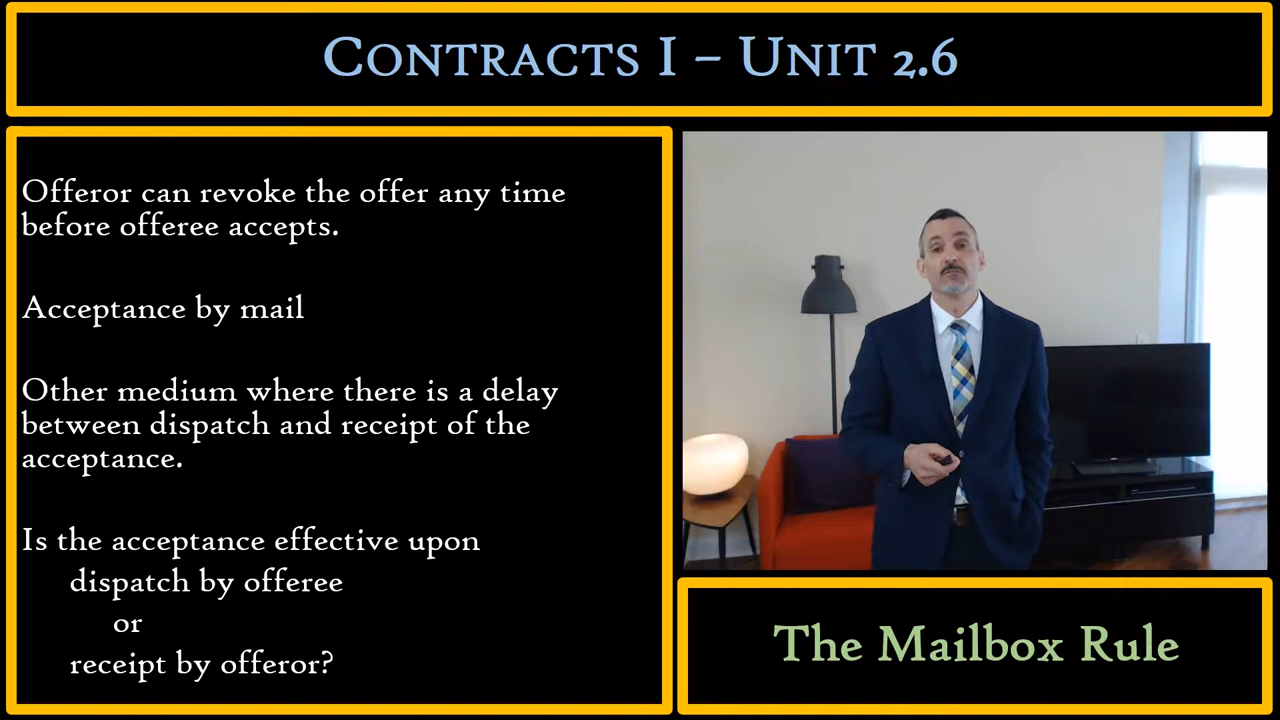 Contracts I – Unit 2.6
Offeror can revoke the offer any time
before offeree accepts.
Acceptance by mail
Other medium where there is a delay
between dispatch and receipt of the
acceptance.
Is the acceptance effective upon
dispatch by offeree
or
receipt by offeror?
The Mailbox Rule